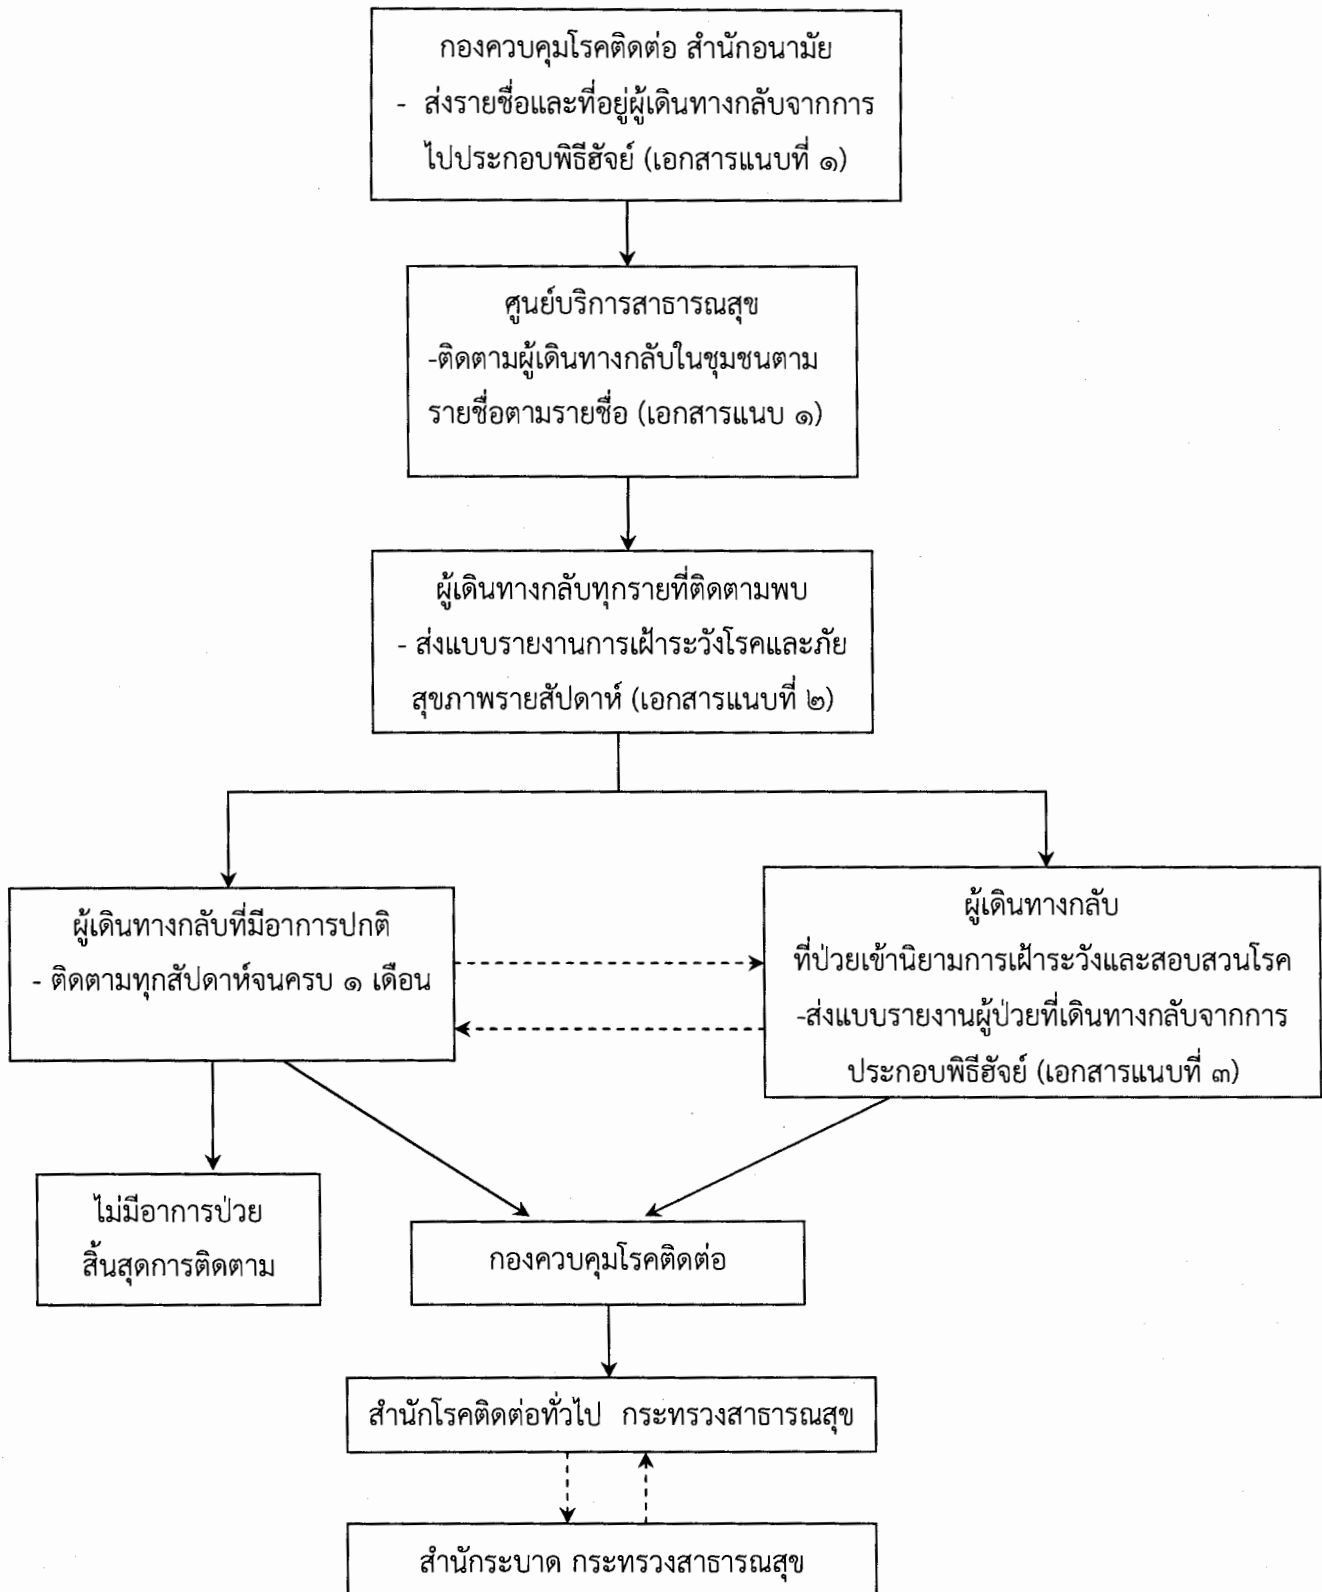 กองควบคุมโรคติดต่อ สำนักอนามัย
- ส่งรายชื่อและที่อยู่ผู้เดินทางกลับจากการ
ไปประกอบพิธีฮัจย์ (เอกสารแนบที่ ๑)
ศูนย์บริการสาธารณสุข
-ติดตามผู้เดินทางกลับในชุมชนตาม
รายชื่อตามรายชื่อ (เอกสารแนบ ๑)
ผู้เดินทางกลับทุกรายที่ติดตามพบ
- ส่งแบบรายงานการเฝ้าระวังโรคและภัย
สุขภาพรายสัปดาห์ (เอกสารแนบที่ ๒)
ผู้เดินทางกลับที่มีอาการปกติ
- ติดตามทุกสัปดาห์จนครบ ๑ เดือน
ผู้เดินทางกลับ
ที่ป่วยเข้านิยามการเฝ้าระวังและสอบสวนโรค
-ส่งแบบรายงานผู้ป่วยที่เดินทางกลับจากการ
ประกอบพิธีฮัจย์ (เอกสารแนบที่ ๓)
ไม่มีอาการป่วย
สิ้นสุดการติดตาม
กองควบคุมโรคติดต่อ
สำนักโรคติดต่อทั่วไป กระทรวงสาธารณสุข
สำนักระบาด กระทรวงสาธารณสุข